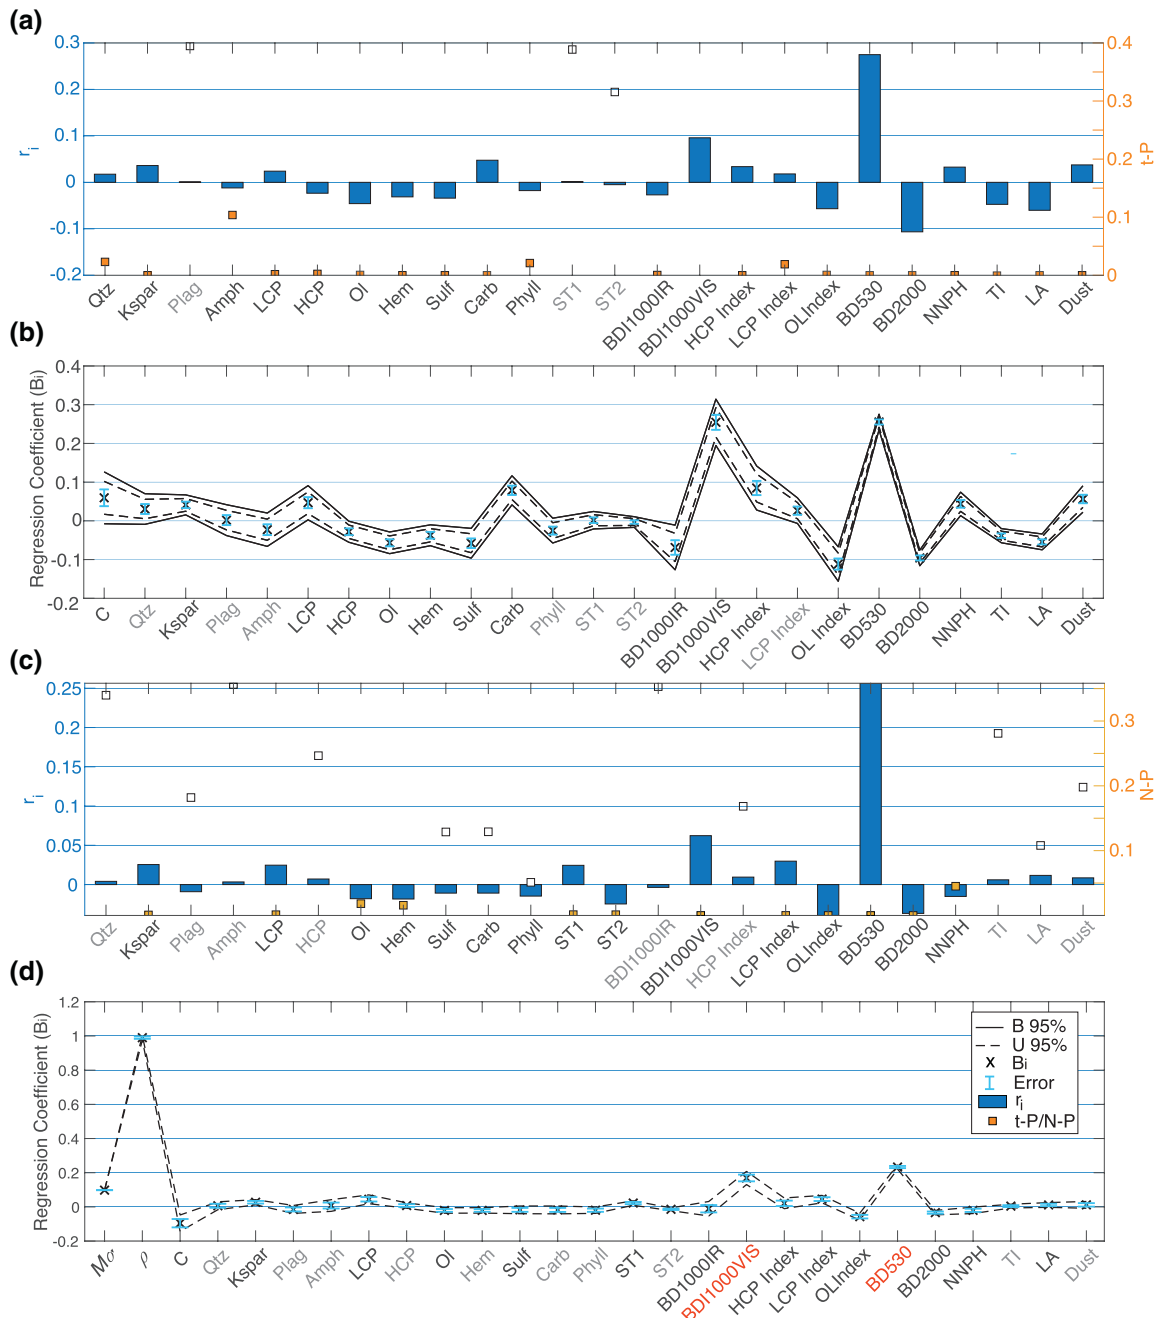 (a)
0.3
0.2
0.1
0
-0.1
-0.2
r_i
0.4
0.3
0.2
0.1
0
t-P
Qtz
Kspar
Plag
Amph
LCP
HCP
Ol
Hem
Sulf
Carb
Phyll
ST1
ST2
BDI1000IR
BDI1000VIS
HCP Index
LCP Index
OLIndex
BD530
BD2000
NNPH
TI
LA
Dust
(b)
0.4
0.3
0.2
0.1
0
-0.1
-0.2
Regression Coefficient (Bi)
C
Qtz
Kspar
Plag
Amph
LCP
HCP
Ol
Hem
Sulf
Carb
Phyll
ST1
ST2
BD1000IR
BD1000VIS
HCP Index
LCP Index
OL Index
BD530
BD2000
NNPH
TI
LA
Dust
(c)
0.25
0.2
0.15
0.1
0.05
0
r_i
0.3
0.2
0.1
N-P
Qtz
Kspar
Plag
Amph
LCP
HCP
Ol
Hem
Sulf
Carb
Phyll
ST1
ST2
BDI1000IR
BDI1000VIS
HCP Index
LCP Index
OLIndex
BD530
BD2000
NNPH
TI
LA
Dust
(d)
1.2
1
0.8
0.6
0.4
0.2
0
-0.2
Regression Coefficient (Bi)
B 95%
U 95%
Bi
Error
r_i
t-P/N-P
Mσ
ρ
C
Qtz
Kspar
Plag
Amph
LCP
HCP
Ol
Hem
Sulf
Carb
Phyll
ST1
ST2
BD1000IR
BDI1000VIS
HCP Index
LCP Index
OLIndex
BD530
BD2000
NNPH
TI
LA
Dust